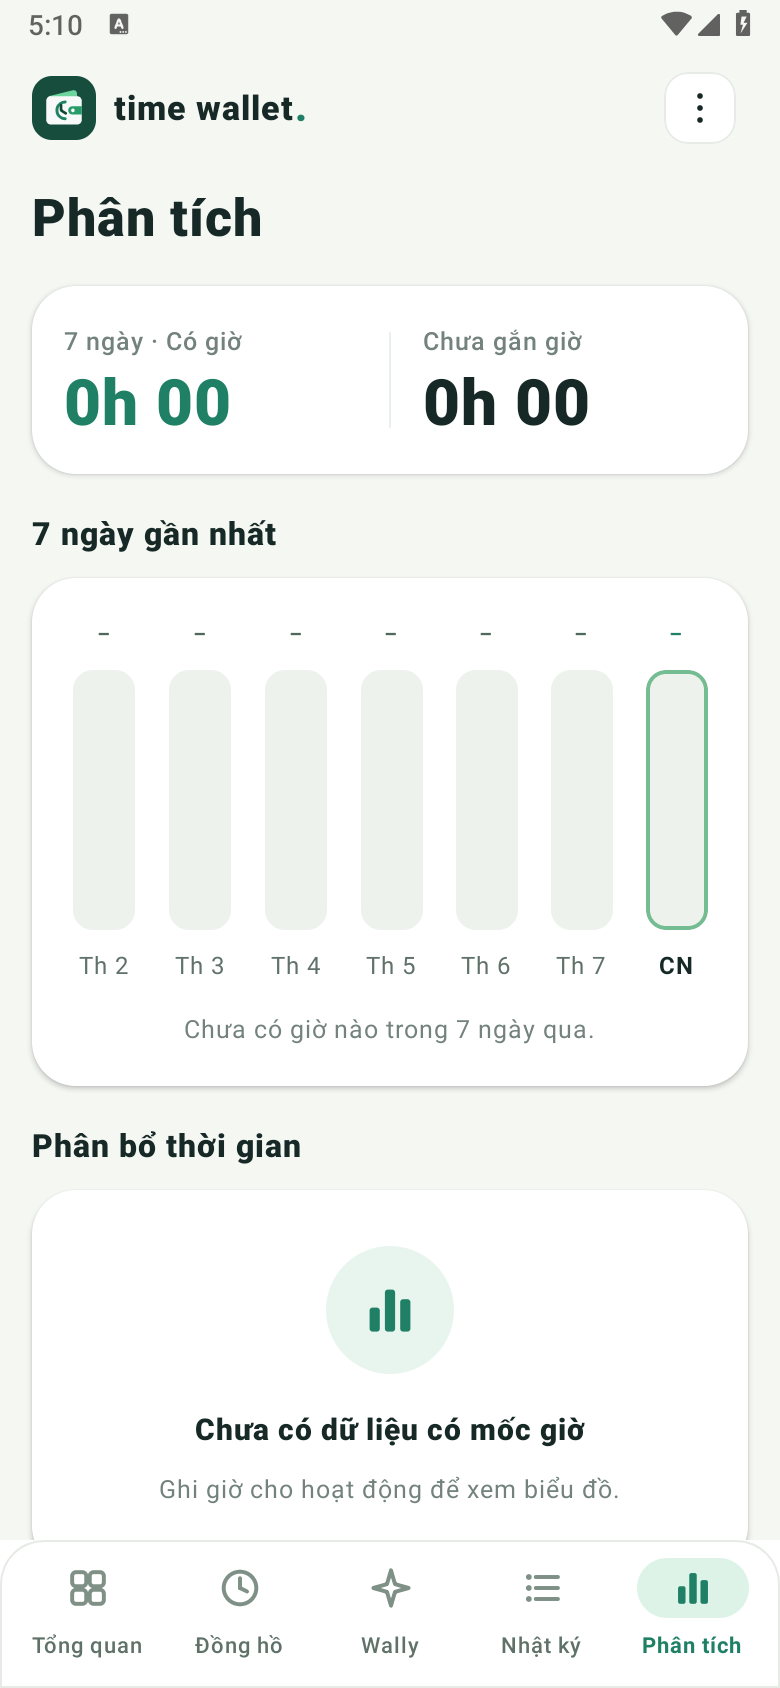 5:10
A
time wallet.
Phân tích
7 ngày · Có giờ
Chưa gắn giờ
0h 00
0h 00
7 ngày gần nhất
– – – – – – –
Th 2 Th 3 Th 4 Th 5 Th 6 Th 7 CN
Chưa có giờ nào trong 7 ngày qua.
Phân bổ thời gian
Chưa có dữ liệu có mốc giờ
Ghi giờ cho hoạt động để xem biểu đồ.
Tổng quan Đồng hồ Wally Nhật ký Phân tích